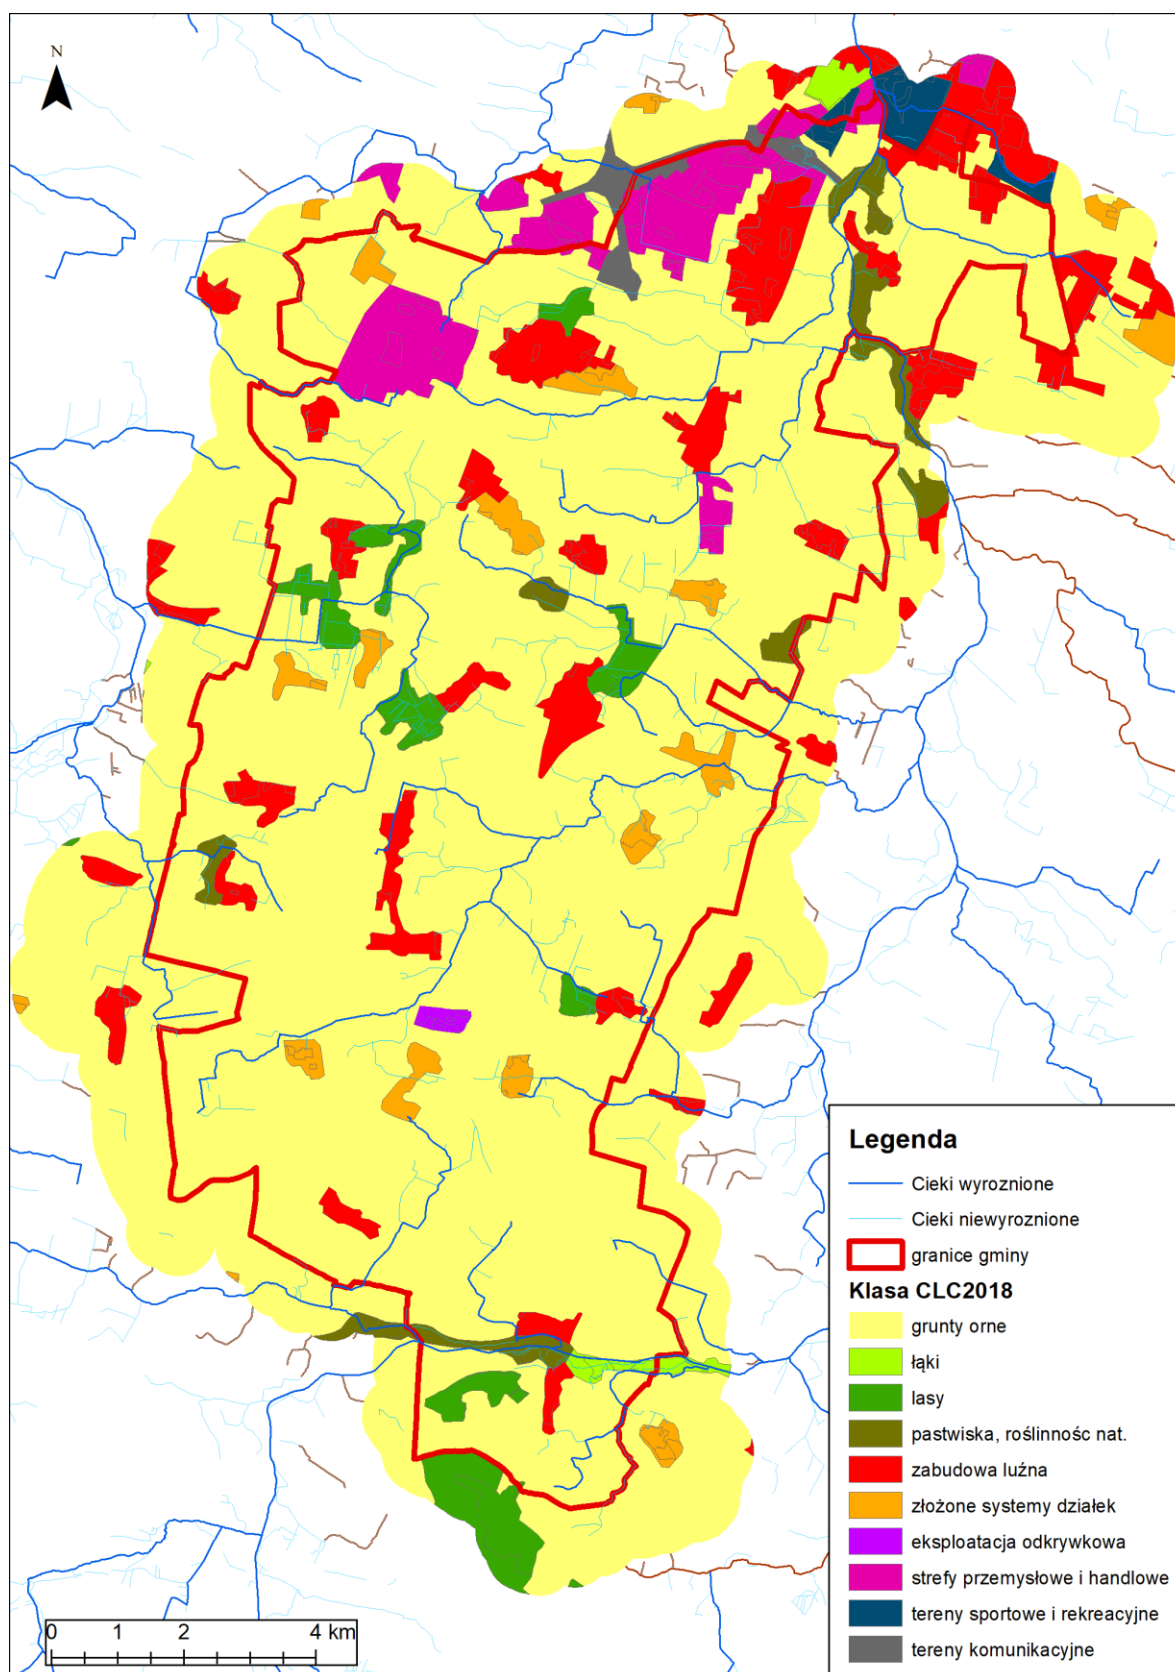 N
Legenda
Cieki wyroznione
Cieki niewyroznione
granice gminy
Klasa CLC2018
grunty orne
łąki
lasy
pastwiska, roślinnośc nat.
zabudowa luźna
złożone systemy działek
eksploatacja odkrywkowa
strefy przemysłowe i handlowe
tereny sportowe i rekreacyjne
tereny komunikacyjne
0 1 2 4 km